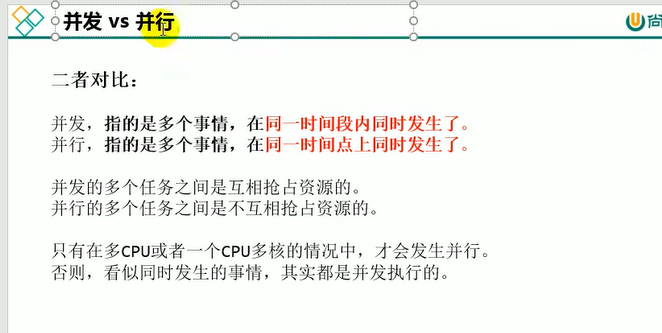 并发 vs 并行
尚
二者对比：
并发，指的是多个事情，在同一时间段内同时发生了。
并行，指的是多个事情，在同一时间点上同时发生了。
并发的多个任务之间是互相抢占资源的。
并行的多个任务之间是不互相抢占资源的。
只有在多CPU或者一个CPU多核的情况中，才会发生并行。
否则，看似同时发生的事情，其实都是并发执行的。